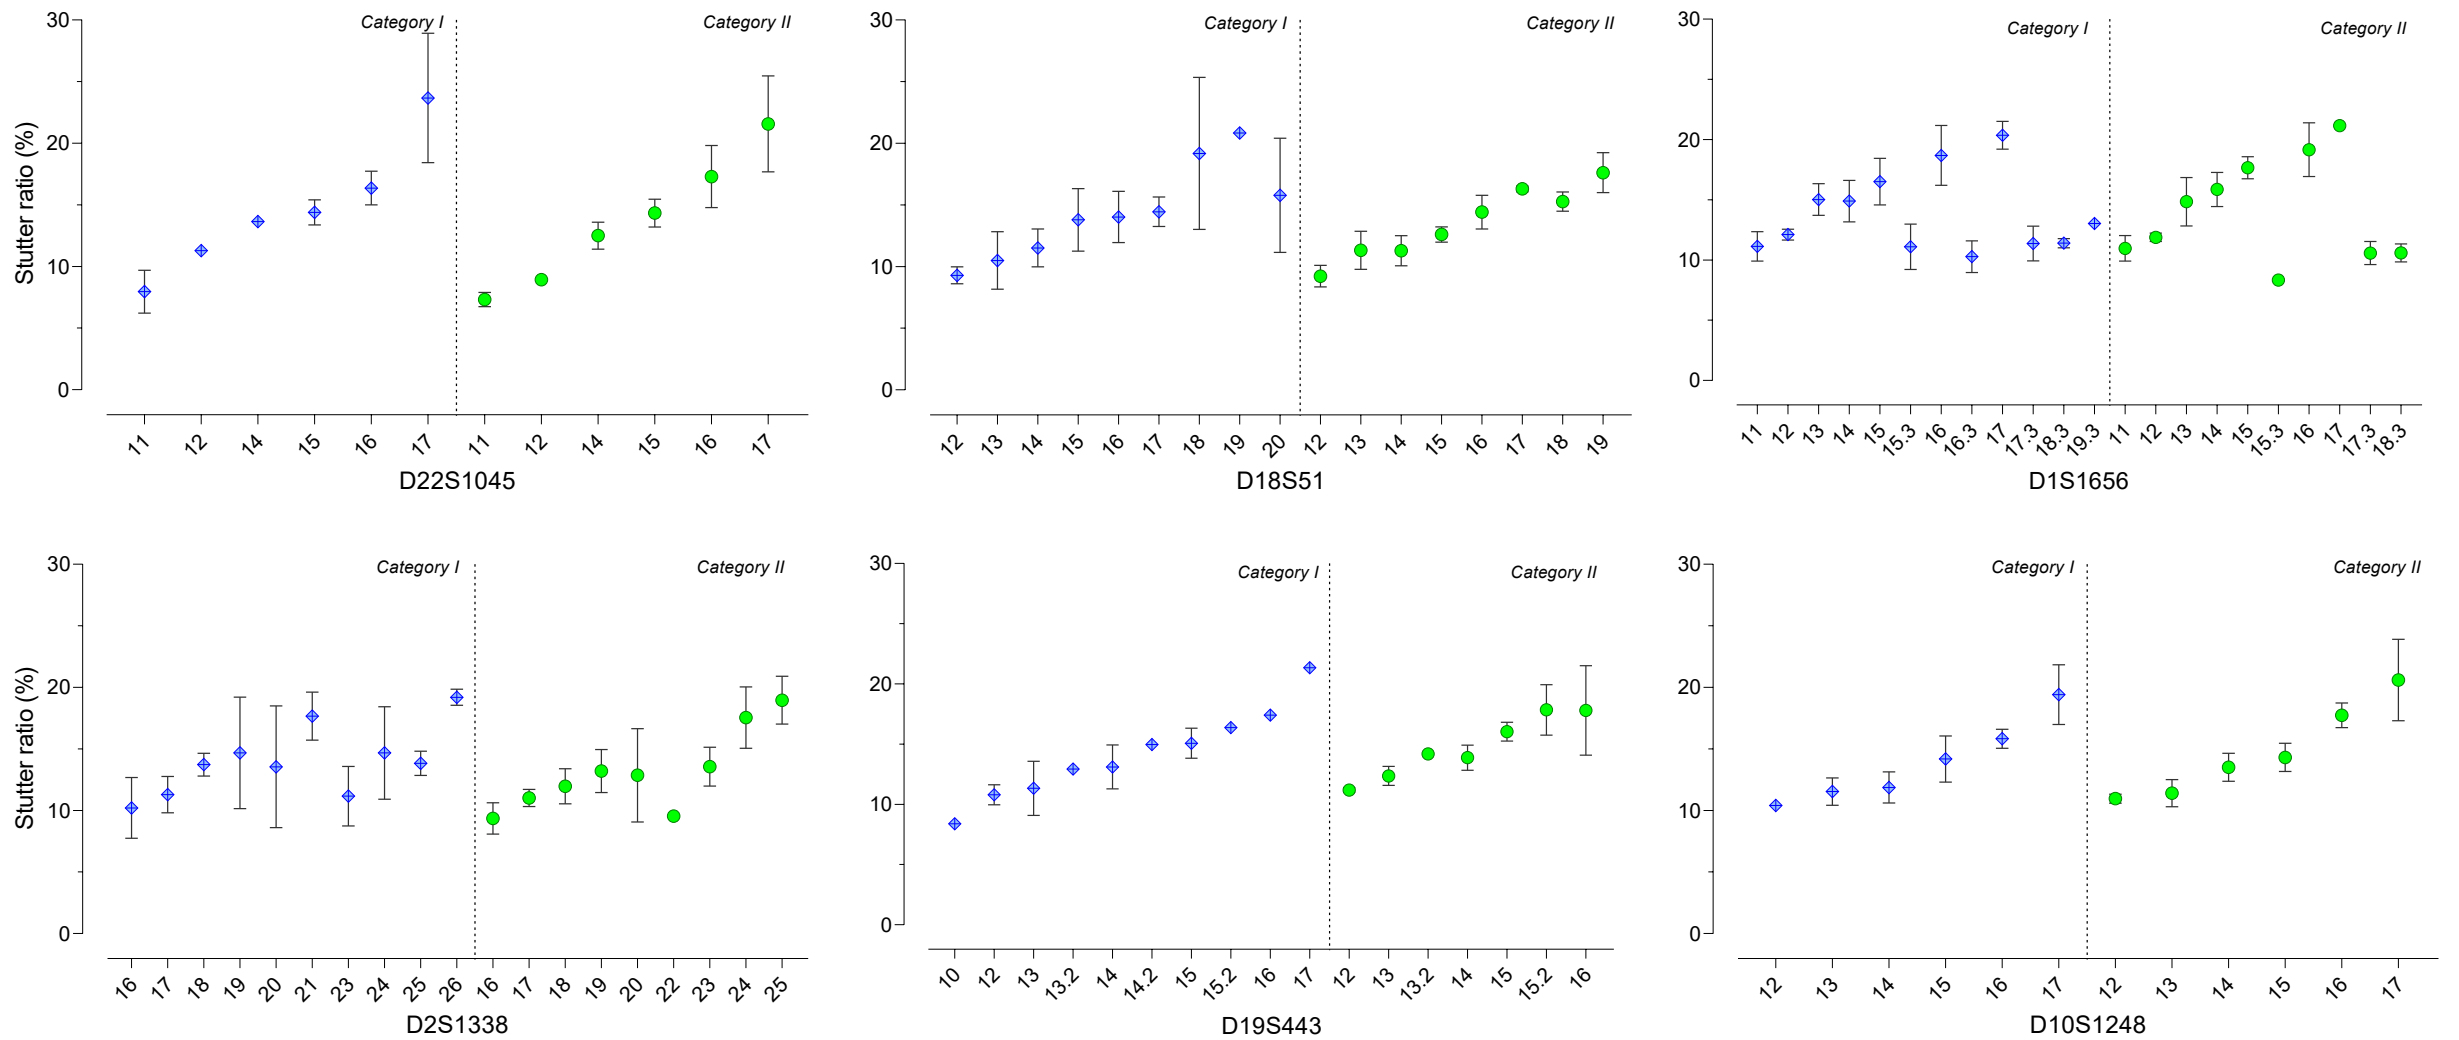 30 Category I Category II
20
10
0
Stutter ratio (%)
11 12 14 15 16 17 11 12 14 15 16 17
D22S1045
30 Category I Category II
20
10
0
12 13 14 15 16 17 18 19 20 12 13 14 15 16 17 18 19
D18S51
30 Category I Category II
20
10
0
11 12 13 14 15 15.3 16 16.3 17 17.3 18.3 19.3 11 12 13 14 15 15.3 16 17 17.3 18.3
D1S1656
30 Category I Category II
20
10
0
Stutter ratio (%)
16 17 18 19 20 21 23 24 25 26 16 17 18 19 20 22 23 24 25
D2S1338
30 Category I Category II
20
10
0
10 12 13 13.2 14 14.2 15 15.2 16 17 12 13 13.2 14 15 15.2 16
D19S443
30 Category I Category II
20
10
0
12 13 14 15 16 17 12 13 14 15 16 17
D10S1248